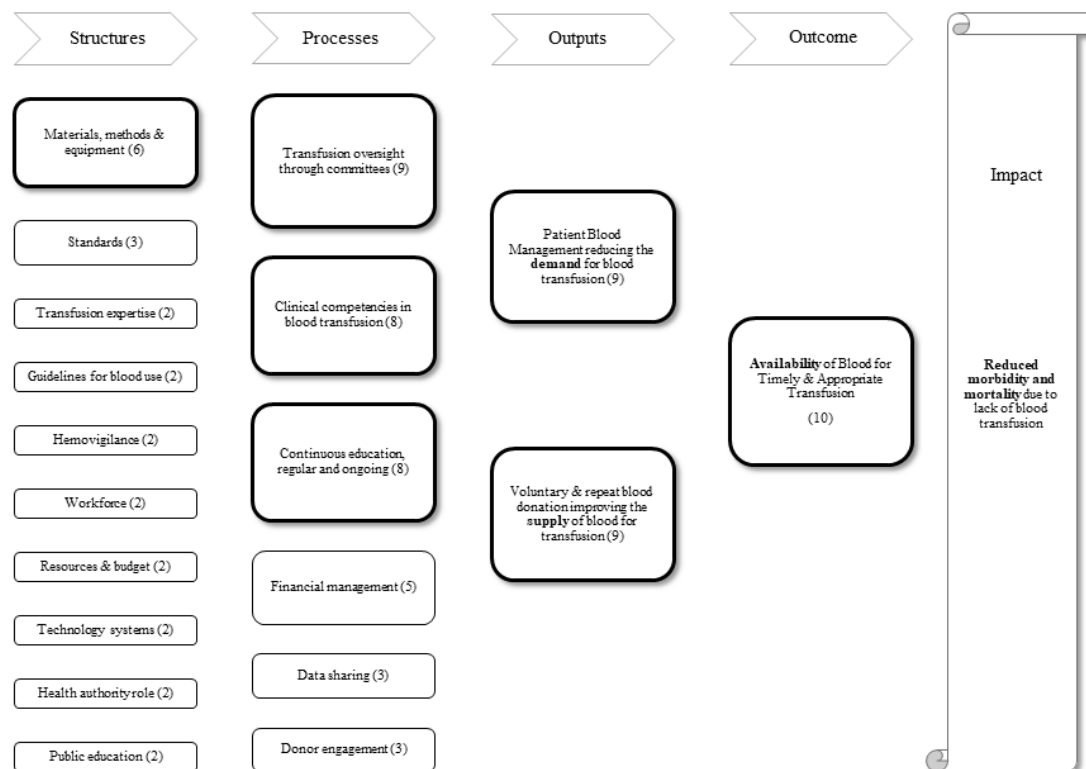 Structures
Processes
Outputs
Outcome
Impact
Materials, methods &
equipment (6)
Standards (3)
Transfusion expertise (2)
Guidelines for blood use (2)
Hemovigilance (2)
Workforce (2)
Resources & budget (2)
Technology systems (2)
Health authority role (2)
Public education (2)
Transfusion oversight
through committees (9)
Clinical competencies in
blood transfusion (8)
Continuous education,
regular and ongoing (8)
Financial management (5)
Data sharing (3)
Donor engagement (3)
Patient Blood
Management reducing the
demand for blood
transfusion (9)
Voluntary & repeat blood
donation improving the
supply of blood for
transfusion (9)
Availability of Blood for
Timely & Appropriate
Transfusion
(10)
Reduced
morbidity and
mortality due to
lack of blood
transfusion